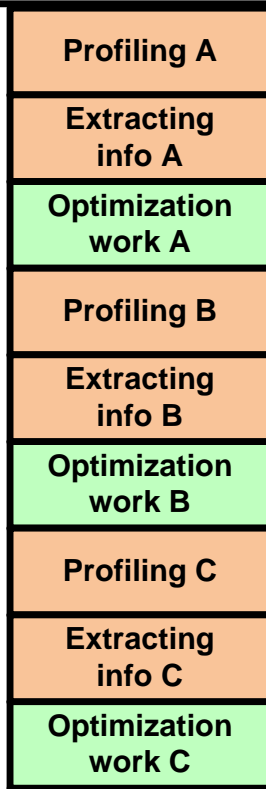 Profiling A
Extracting
info A
Optimization
work A
Profiling B
Extracting
info B
Optimization
work B
Profiling C
Extracting
info C
Optimization
work C